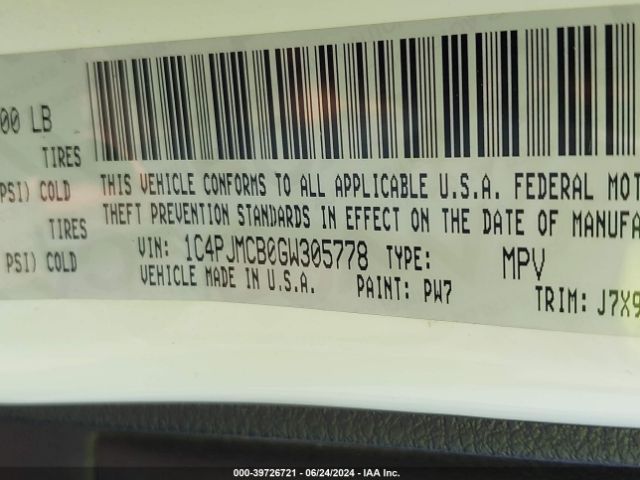 00 LB
TIRES
PSI) COLD
TIRES
PSI) COLD
THIS VEHICLE CONFORMS TO ALL APPLICABLE U.S.A. FEDERAL MOT
THEFT PREVENTION STANDARDS IN EFFECT ON THE DATE OF MANUFA
VIN: 1C4PJMCB0GW305778 TYPE: MPV
VEHICLE MADE IN U.S.A. PAINT: PW7 TRIM: J7X9
000-39726721 / 06/24/2024 - IAA Inc.